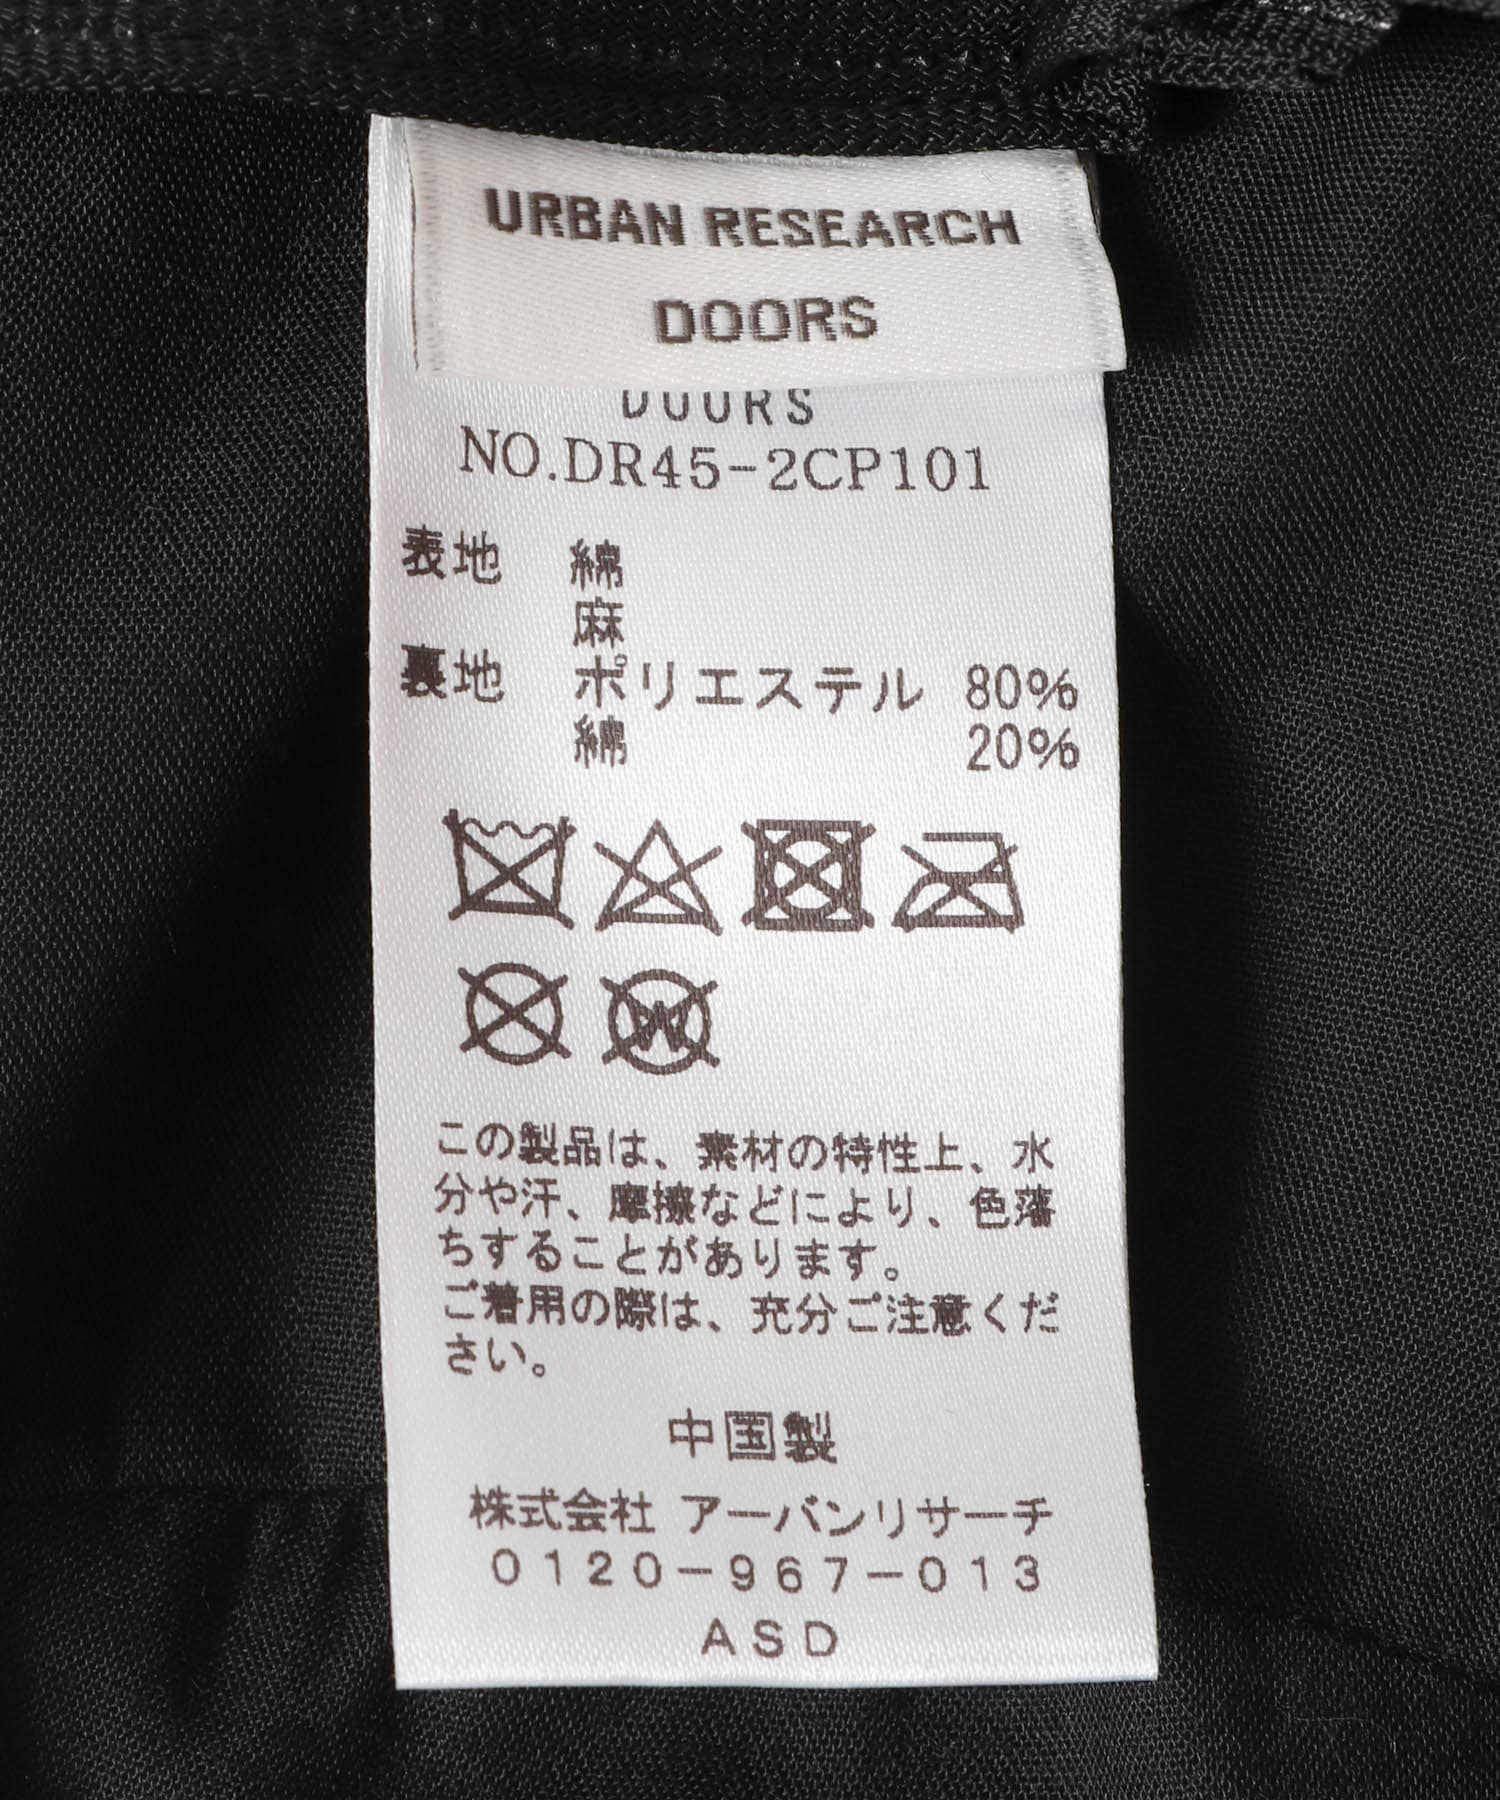 URBAN RESEARCH
DOORS
DOORS
NO.DR45-2CP101
表地 綿
麻
裏地 ポリエステル 80%
綿 20%
W
この製品は、素材の特性上、水
分や汗、摩擦などにより、色落
ちすることがあります。
ご着用の際は、充分ご注意くだ
さい。
中国製
株式会社 アーバンリサーチ
0120-967-013
ASD